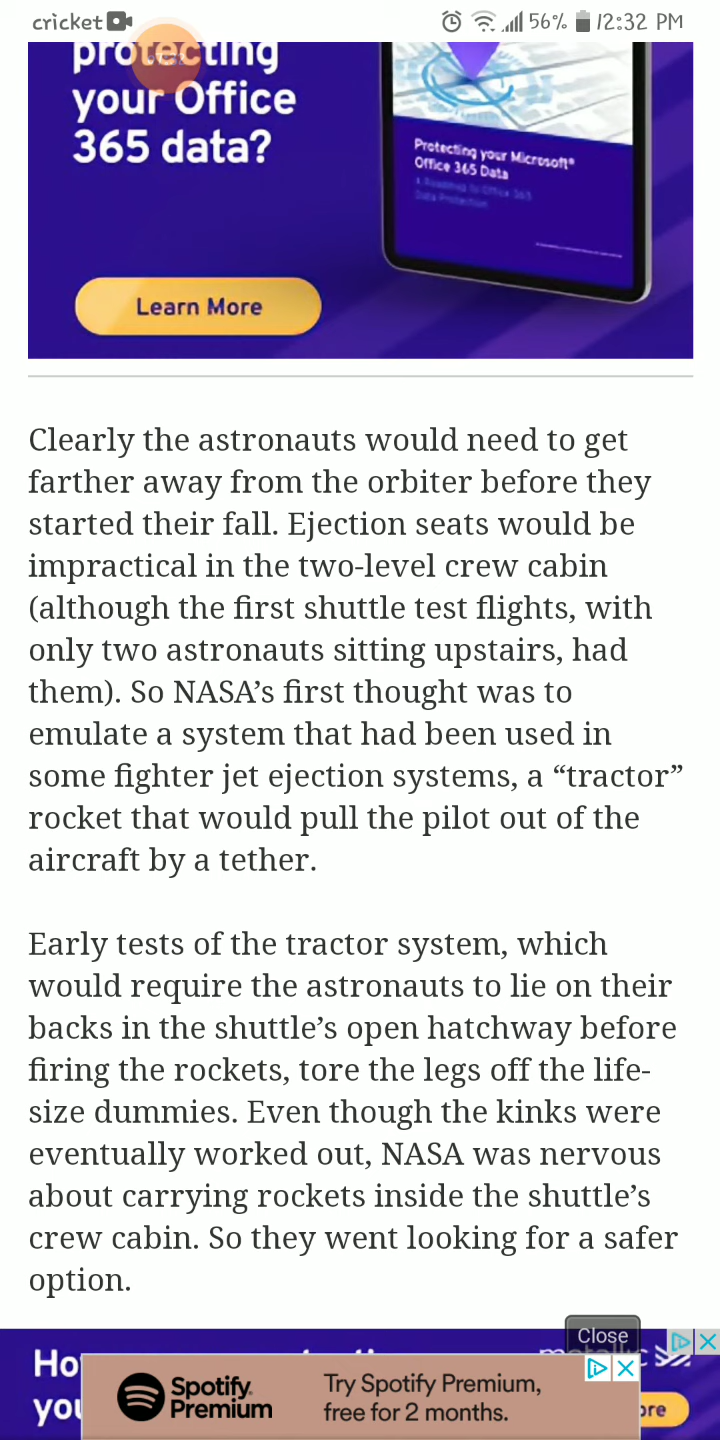 cricket
56% 12:32 PM
protecting
your Office
365 data?
Protecting your Microsoft®
Office 365 Data
A Roadmap to Office 365
Data Protection
Learn More
Clearly the astronauts would need to get
farther away from the orbiter before they
started their fall. Ejection seats would be
impractical in the two-level crew cabin
(although the first shuttle test flights, with
only two astronauts sitting upstairs, had
them). So NASA’s first thought was to
emulate a system that had been used in
some fighter jet ejection systems, a “tractor”
rocket that would pull the pilot out of the
aircraft by a tether.
Early tests of the tractor system, which
would require the astronauts to lie on their
backs in the shuttle’s open hatchway before
firing the rockets, tore the legs off the life-
size dummies. Even though the kinks were
eventually worked out, NASA was nervous
about carrying rockets inside the shuttle’s
crew cabin. So they went looking for a safer
option.
Close
Spotify
Premium
Try Spotify Premium,
free for 2 months.